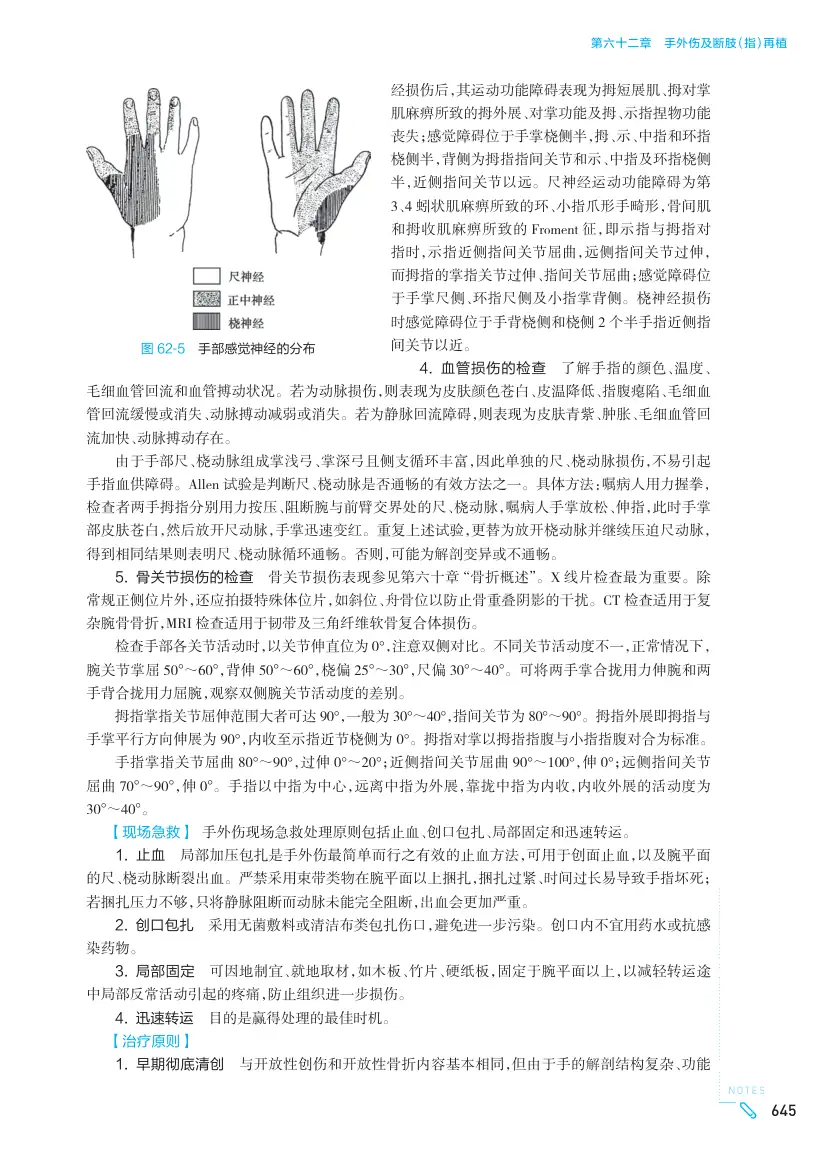 第六十二章 手外伤及断肢（指）再植
尺神经
正中神经
桡神经
图 62-5 手部感觉神经的分布
经损伤后，其运动功能障碍表现为拇短展肌、拇对掌
肌麻痹所致的拇外展、对掌功能及拇、示指捏物功能
丧失；感觉障碍位于手掌桡侧半，拇、示、中指和环指
桡侧半，背侧为拇指指间关节和示、中指及环指桡侧
半，近侧指间关节以远。尺神经运动功能障碍为第
3、4 蚓状肌麻痹所致的环、小指爪形手畸形，骨间肌
和拇收肌麻痹所致的 Froment 征，即示指与拇指对
指时，示指近侧指间关节屈曲，远侧指间关节过伸，
而拇指的掌指关节过伸、指间关节屈曲；感觉障碍位
于手掌尺侧、环指尺侧及小指掌背侧。桡神经损伤
时感觉障碍位于手背桡侧和桡侧 2 个半手指近侧指
间关节以近。
4. 血管损伤的检查 了解手指的颜色、温度、
毛细血管回流和血管搏动状况。若为动脉损伤，则表现为皮肤颜色苍白、皮温降低、指腹瘪陷、毛细血
管回流缓慢或消失、动脉搏动减弱或消失。若为静脉回流障碍，则表现为皮肤青紫、肿胀、毛细血管回
流加快、动脉搏动存在。
由于手部尺、桡动脉组成掌浅弓、掌深弓且侧支循环丰富，因此单独的尺、桡动脉损伤，不易引起
手指血供障碍。Allen 试验是判断尺、桡动脉是否通畅的有效方法之一。具体方法：嘱病人用力握拳，
检查者两手拇指分别用力按压、阻断腕与前臂交界处的尺、桡动脉，嘱病人手掌放松、伸指，此时手掌
部皮肤苍白，然后放开尺动脉，手掌迅速变红。重复上述试验，更替为放开桡动脉并继续压迫尺动脉，
得到相同结果则表明尺、桡动脉循环通畅。否则，可能为解剖变异或不通畅。
5. 骨关节损伤的检查 骨关节损伤表现参见第六十章“骨折概述”。X 线片检查最为重要。除
常规正侧位片外，还应拍摄特殊体位片，如斜位、舟骨位以防止骨重叠阴影的干扰。CT 检查适用于复
杂腕骨骨折，MRI 检查适用于韧带及三角纤维软骨复合体损伤。
检查手部各关节活动时，以关节伸直位为 0°，注意双侧对比。不同关节活动度不一，正常情况下，
腕关节掌屈 50°～60°，背伸 50°～60°，桡偏 25°～30°，尺偏 30°～40°。可将两手掌合拢用力伸腕和两
手背合拢用力屈腕，观察双侧腕关节活动度的差别。
拇指掌指关节屈伸范围大者可达 90°，一般为 30°～40°，指间关节为 80°～90°。拇指外展即拇指与
手掌平行方向伸展为 90°，内收至示指近节桡侧为 0°。拇指对掌以拇指指腹与小指指腹对合为标准。
手指掌指关节屈曲 80°～90°，过伸 0°～20°；近侧指间关节屈曲 90°～100°，伸 0°；远侧指间关节
屈曲 70°～90°，伸 0°。手指以中指为中心，远离中指为外展，靠拢中指为内收，内收外展的活动度为
30°～40°。
【现场急救】 手外伤现场急救处理原则包括止血、创口包扎、局部固定和迅速转运。
1. 止血 局部加压包扎是手外伤最简单而行之有效的止血方法，可用于创面止血，以及腕平面
的尺、桡动脉断裂出血。严禁采用束带类物在腕平面以上捆扎，捆扎过紧、时间过长易导致手指坏死；
若捆扎压力不够，只将静脉阻断而动脉未能完全阻断，出血会更加严重。
2. 创口包扎 采用无菌敷料或清洁布类包扎伤口，避免进一步污染。创口内不宜用药水或抗感
染药物。
3. 局部固定 可因地制宜、就地取材，如木板、竹片、硬纸板，固定于腕平面以上，以减轻转运途
中局部反常活动引起的疼痛，防止组织进一步损伤。
4. 迅速转运 目的是赢得处理的最佳时机。
【治疗原则】
1. 早期彻底清创 与开放性创伤和开放性骨折内容基本相同，但由于手的解剖结构复杂、功能
NOTES
645